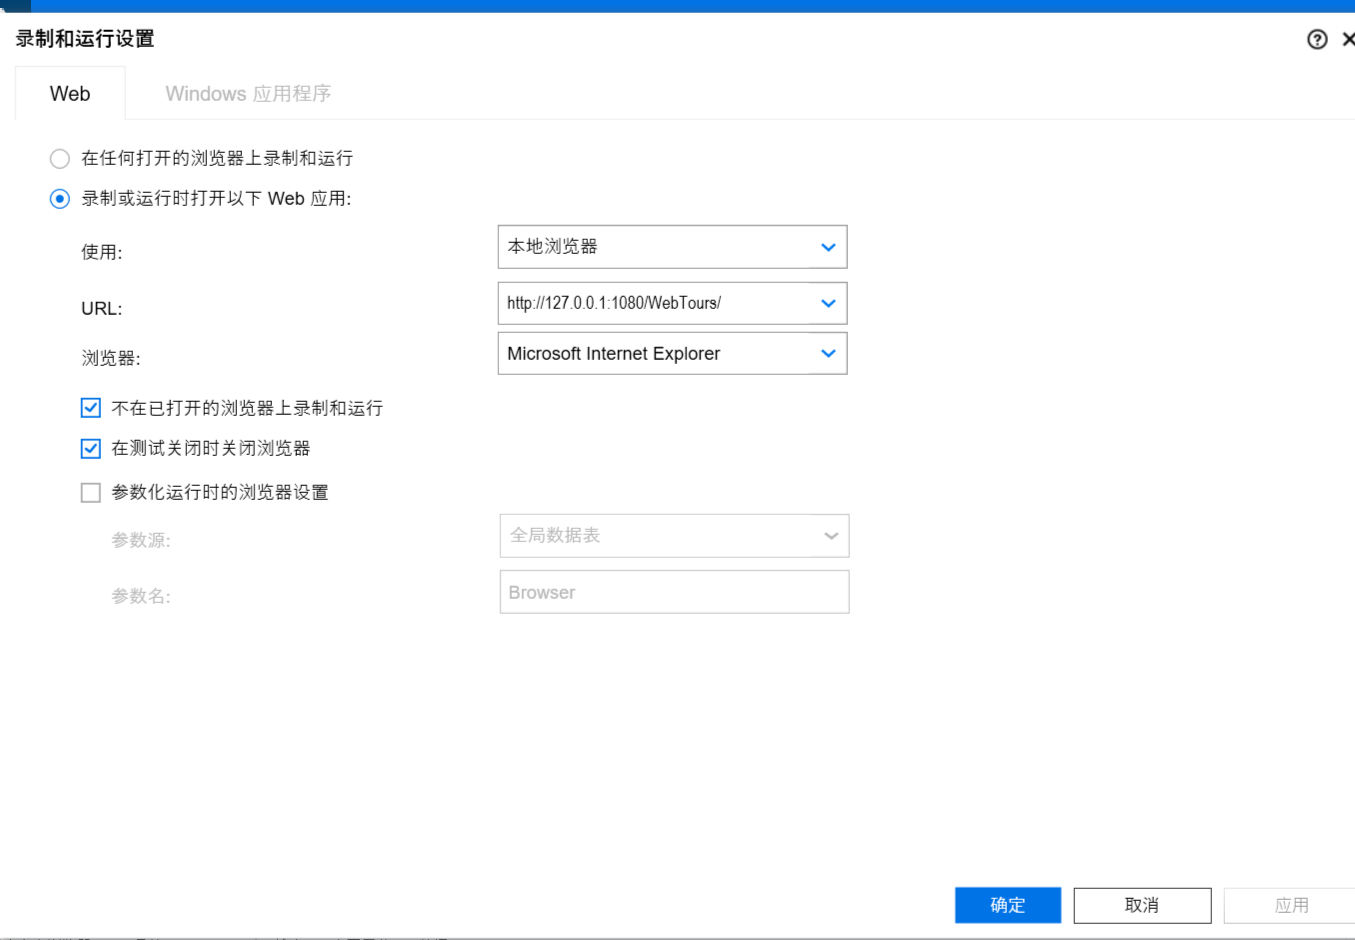 录制和运行设置
Web
Windows 应用程序
在任何打开的浏览器上录制和运行
录制或运行时打开以下 Web 应用:
使用:
本地浏览器
URL:
http://127.0.0.1:1080/WebTours/
浏览器:
Microsoft Internet Explorer
不在已打开的浏览器上录制和运行
在测试关闭时关闭浏览器
参数化运行时的浏览器设置
参数源:
全局数据表
参数名:
Browser
确定
取消
应用